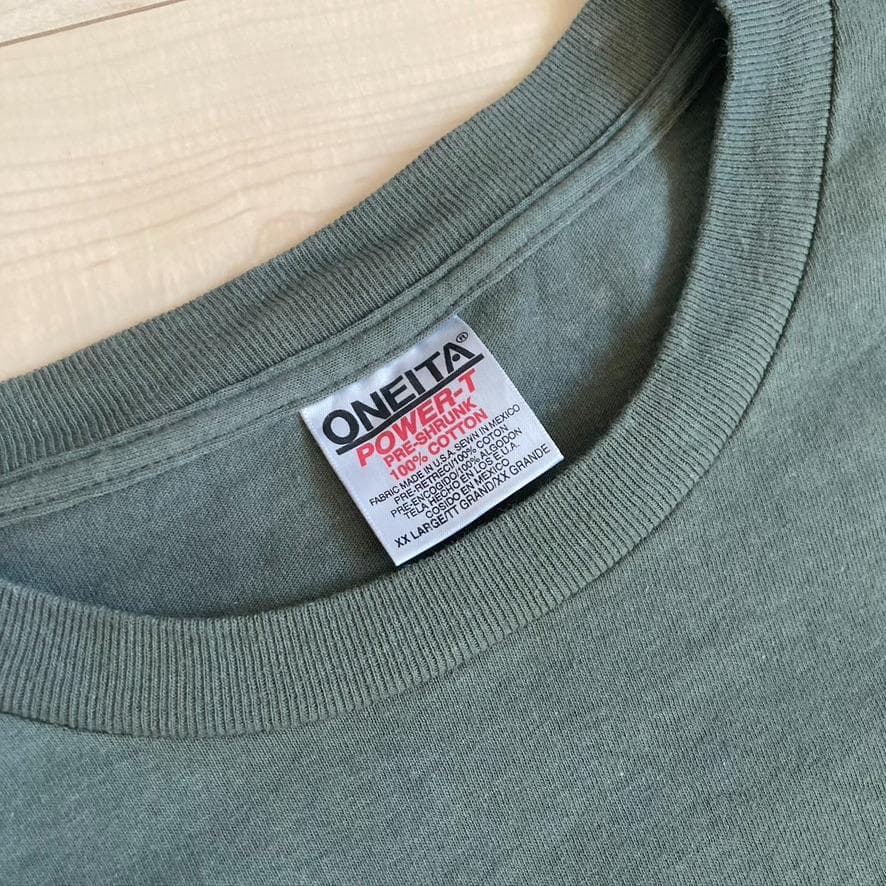 ONEITA®
POWER-T
PRE-SHRUNK
100% COTTON
FABRIC MADE IN U.S.A. SEWN IN MEXICO
PRE-RETRECI/100% COTON
PRE-ENCOGIDO/100% ALGODON
TELA HECHO EN LOS E.U.A.
COSIDO EN MEXICO
XX LARGE/TT GRAND/XX GRANDE